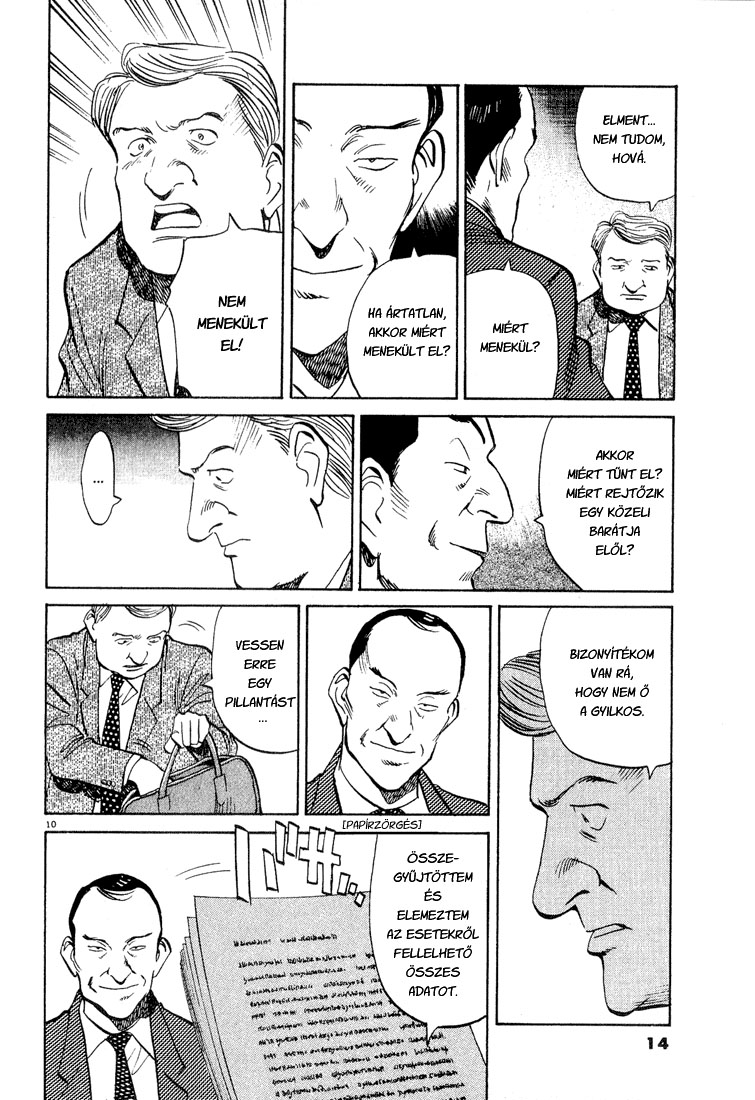 ELMENT...
NEM TUDOM,
HOVÁ.
MIÉRT
MENEKÜL?
HA ÁRTATLAN,
AKKOR MIÉRT
MENEKÜLT EL?
NEM
MENEKÜLT
EL!
AKKOR
MIÉRT TŰNT EL?
MIÉRT REJTŐZIK
EGY KÖZELI
BARÁTJA
ELŐL?
...
BIZONYÍTÉKOM
VAN RÁ,
HOGY NEM Ő
A GYILKOS.
VESSEN
ERRE
EGY
PILLANTÁST
...
10
[PAPÍRZÖRGÉS]
ÖSSZE-
GYŰJTÖTTEM
ÉS
ELEMEZTEM
AZ ESETEKRŐL
FELLELHETŐ
ÖSSZES
ADATOT.
14